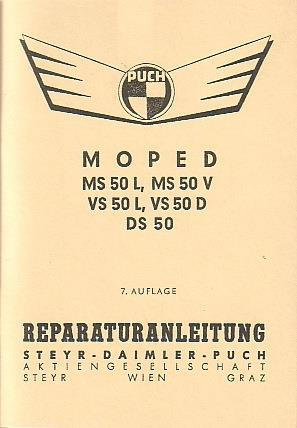 PUCH
MOPED
MS 50 L, MS 50 V
VS 50 L, VS 50 D
DS 50
7. AUFLAGE
REPARATURANLEITUNG
STEYR-DAIMLER-PUCH
AKTIENGESELLSCHAFT
STEYR WIEN GRAZ